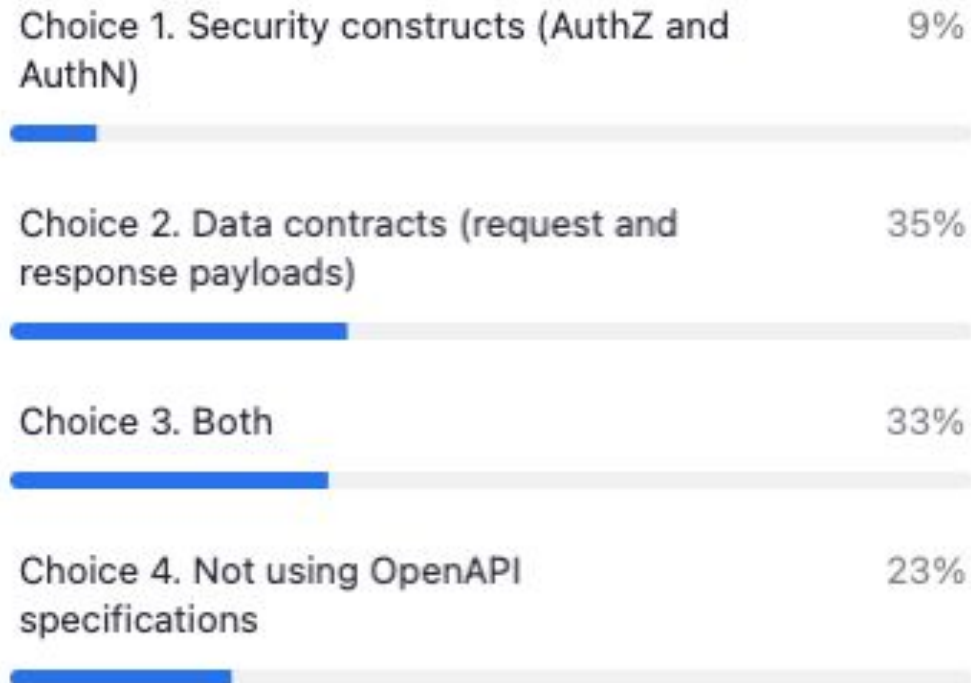 Choice 1. Security constructs (AuthZ and 9%
AuthN)
Choice 2. Data contracts (request and 35%
response payloads)
Choice 3. Both 33%
Choice 4. Not using OpenAPI 23%
specifications